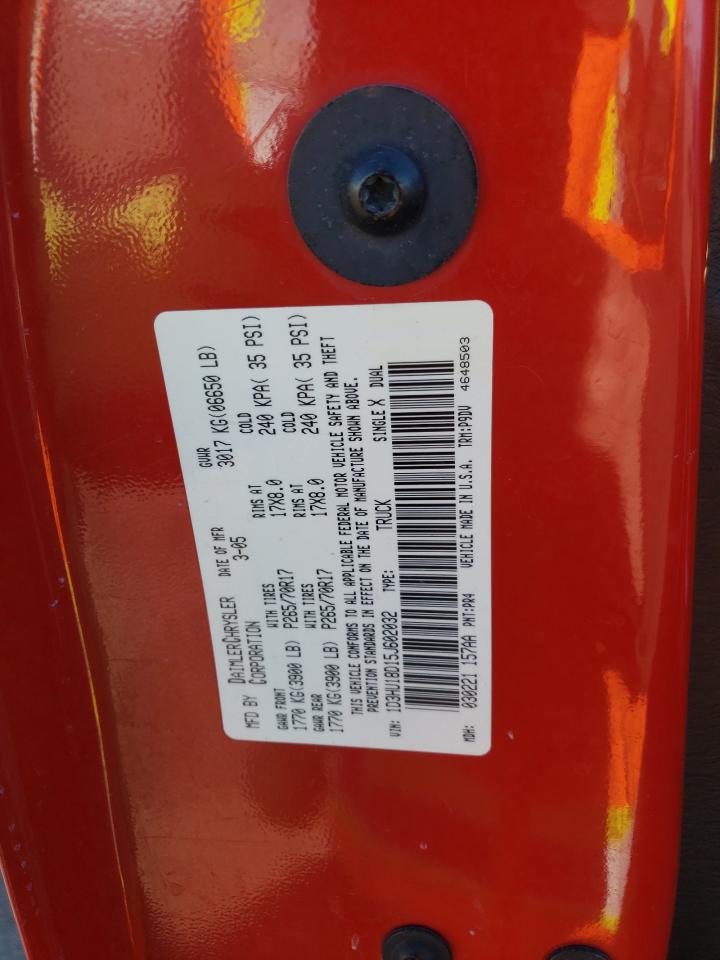 MFD BY DAIMLERCHRYSLER CORPORATION DATE OF MFR 3-05 GVWR 3017 KG(06650 LB)
GAWR FRONT WITH TIRES RIMS AT COLD
1770 KG(3900 LB) P265/70R17 17X8.0 240 KPA( 35 PSI)
GAWR REAR WITH TIRES RIMS AT COLD
1770 KG(3900 LB) P265/70R17 17X8.0 240 KPA( 35 PSI)
THIS VEHICLE CONFORMS TO ALL APPLICABLE FEDERAL MOTOR VEHICLE SAFETY AND THEFT
PREVENTION STANDARDS IN EFFECT ON THE DATE OF MANUFACTURE SHOWN ABOVE.
VIN: 1D3HU18D15J602032 TYPE: TRUCK SINGLE X DUAL
MDH: 030221 157AA PNT:PR4 VEHICLE MADE IN U.S.A. TRM:P9DV 4648503